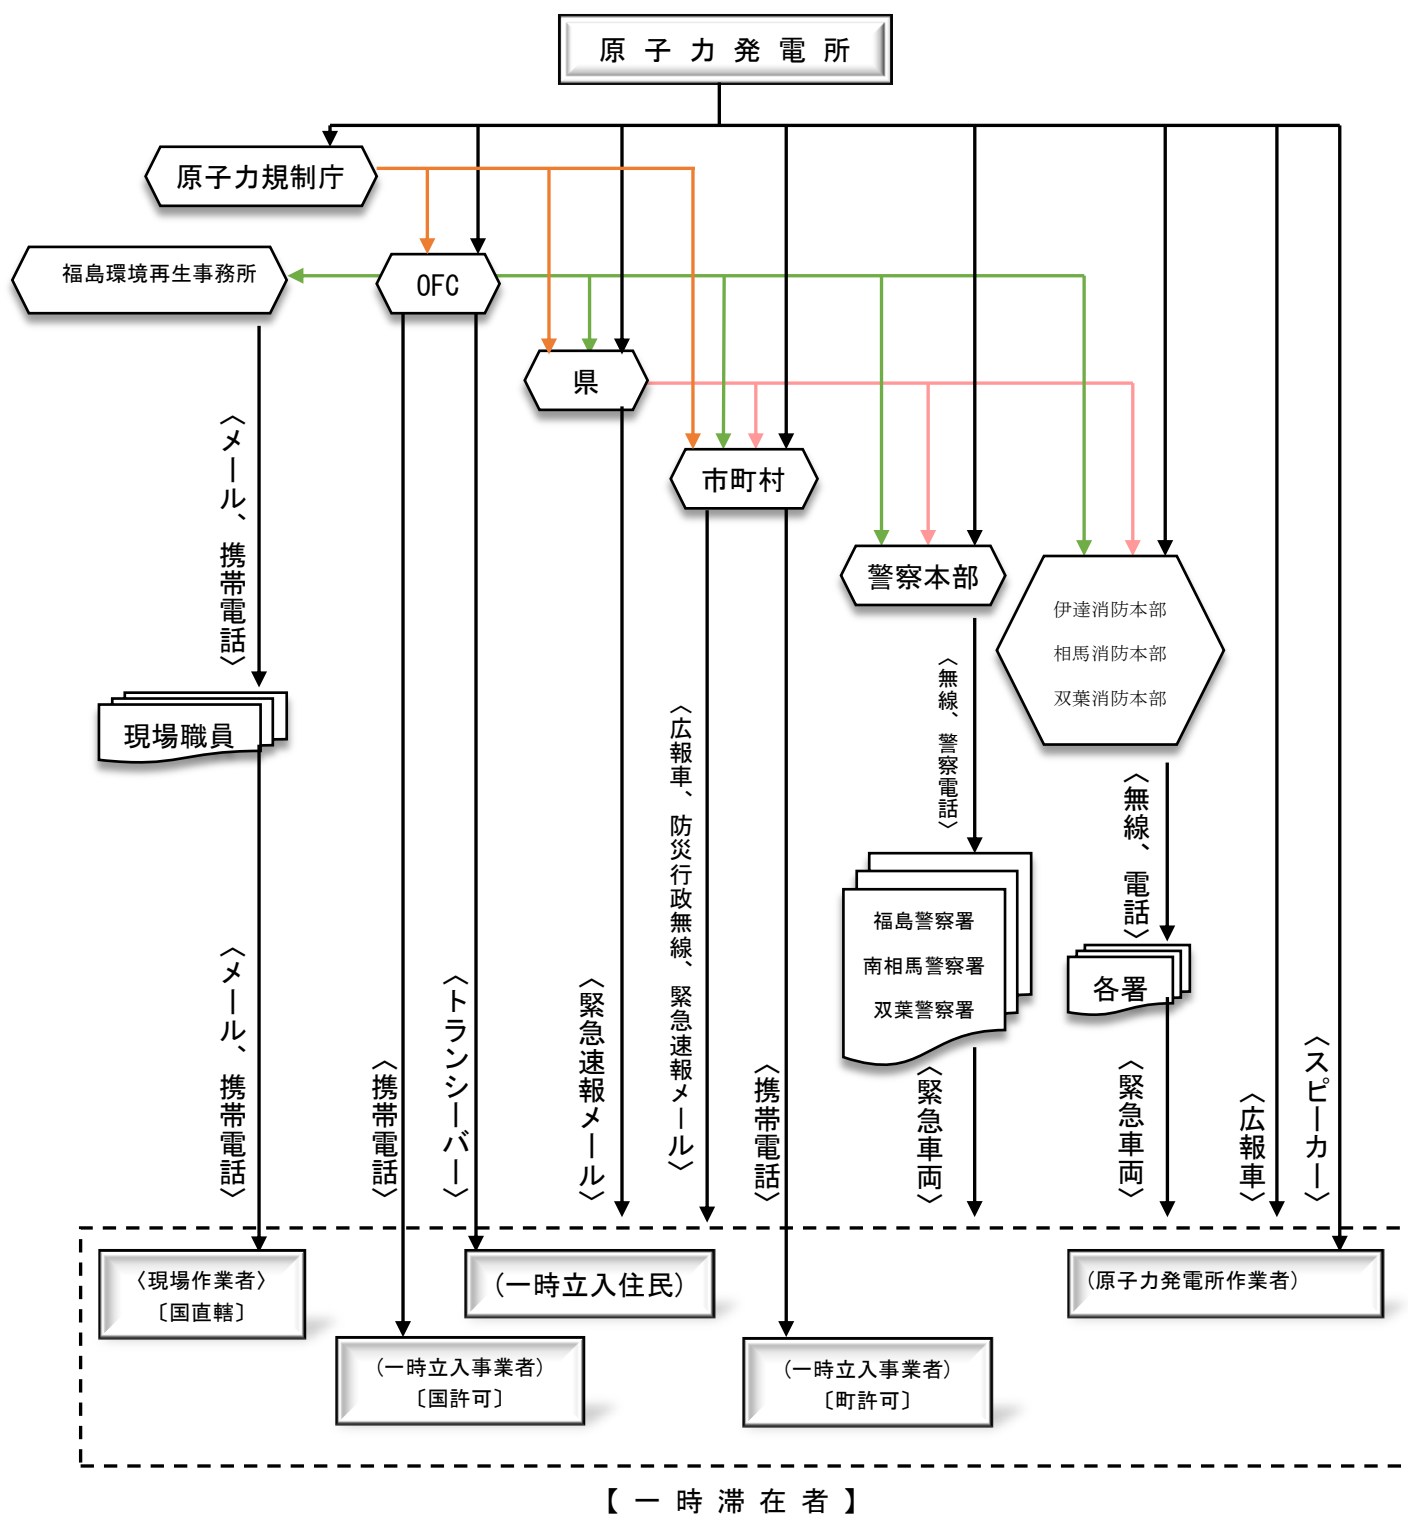 原子力発電所
原子力規制庁
福島環境再生事務所
OFC
県
市町村
警察本部
伊達消防本部
相馬消防本部
双葉消防本部
〈メール、携帯電話〉
〈無線、警察電話〉
〈広報車、防災行政無線、緊急速報メール〉
〈無線、電話〉
現場職員
福島警察署
南相馬警察署
双葉警察署
各署
〈メール、携帯電話〉
〈携帯電話〉
〈トランシーバー〉
〈緊急速報メール〉
〈携帯電話〉
〈緊急車両〉
〈緊急車両〉
〈広報車〉
〈スピーカー〉
〈現場作業者〉
〔国直轄〕
(一時立入住民)
(原子力発電所作業者)
(一時立入事業者)
〔国許可〕
(一時立入事業者)
〔町許可〕
【一時滞在者】